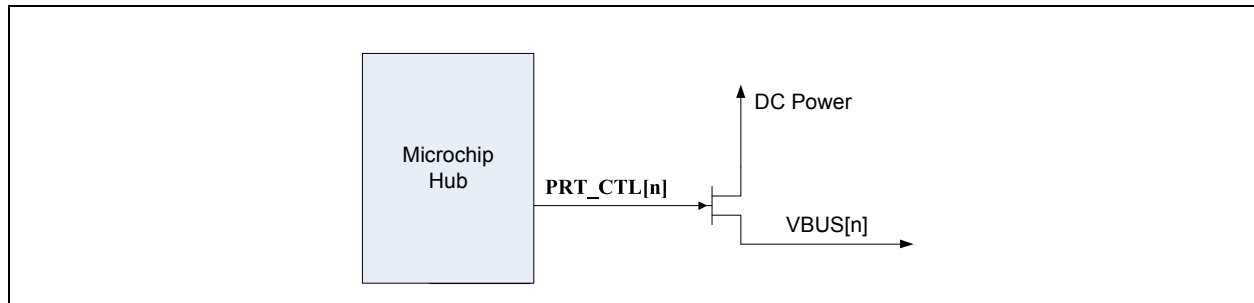 DC Power
Microchip
Hub
PRT_CTL[n]
VBUS[n]